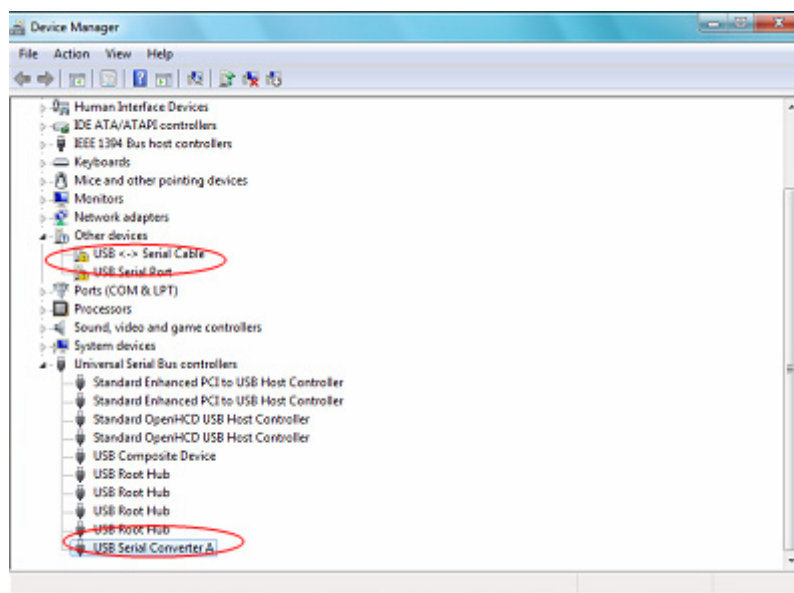 Device Manager
File Action View Help
Human Interface Devices
IDE ATA/ATAPI controllers
IEEE 1394 Bus host controllers
Keyboards
Mice and other pointing devices
Monitors
Network adapters
Other devices
USB <-> Serial Cable
USB Serial Port
Ports (COM & LPT)
Processors
Sound, video and game controllers
System devices
Universal Serial Bus controllers
Standard Enhanced PCI to USB Host Controller
Standard Enhanced PCI to USB Host Controller
Standard OpenHCD USB Host Controller
Standard OpenHCD USB Host Controller
USB Composite Device
USB Root Hub
USB Root Hub
USB Root Hub
USB Root Hub
USB Serial Converter A